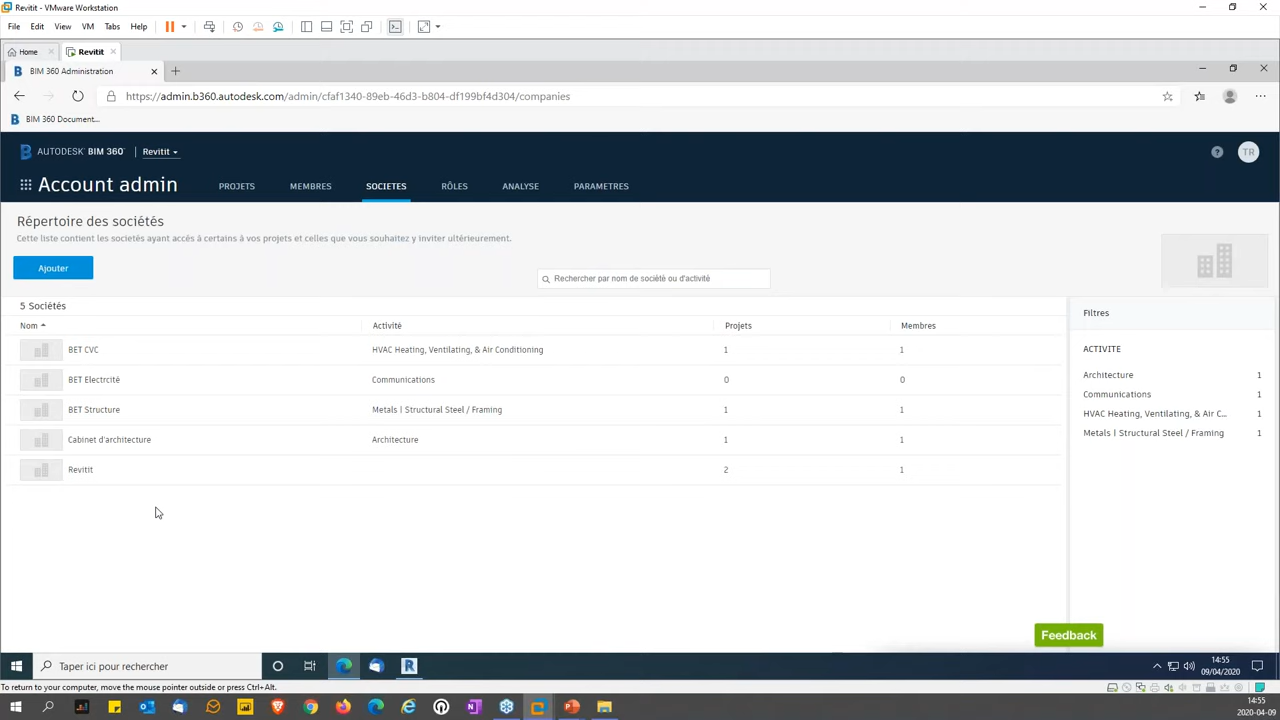 Revitit - VMware Workstation
File Edit View VM Tabs Help
Home Revitit
BIM 360 Administration
https://admin.b360.autodesk.com/admin/cfaf1340-89eb-46d3-b804-df199bf4d304/companies
BIM 360 Document...
AUTODESK® BIM 360° Revitit TR
Account admin PROJETS MEMBRES SOCIETES RÔLES ANALYSE PARAMETRES
Répertoire des sociétés
Cette liste contient les sociétés ayant accès à certains à vos projets et celles que vous souhaitez y inviter ultérieurement.
Ajouter
Rechercher par nom de société ou d'activité
5 Sociétés
Filtres
Nom Activité Projets Membres
BET CVC HVAC Heating, Ventilating, & Air Conditioning 1 1
BET Electrcité Communications 0 0
BET Structure Metals | Structural Steel / Framing 1 1
Cabinet d'architecture Architecture 1 1
Revitit 2 1
ACTIVITE
Architecture 1
Communications 1
HVAC Heating, Ventilating, & Air C... 1
Metals | Structural Steel / Framing 1
Feedback
Taper ici pour rechercher
14:55
09/04/2020
To return to your computer, move the mouse pointer outside or press Ctrl+Alt.
14:55
2020-04-09